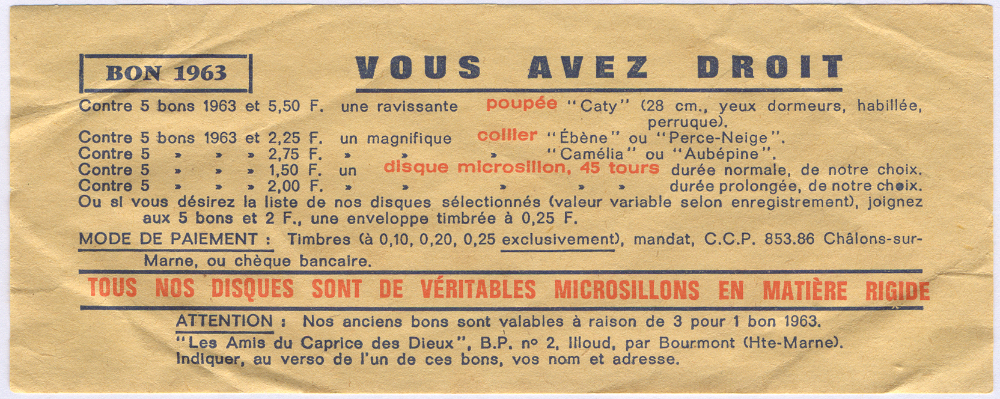 BON 1963
VOUS AVEZ DROIT
Contre 5 bons 1963 et 5,50 F. une ravissante poupée "Caty" (28 cm., yeux dormeurs, habillée,
perruque).
Contre 5 bons 1963 et 2,25 F. un magnifique collier "Ébène" ou "Perce-Neige".
Contre 5 » » » 2,75 F. » » » "Camélia" ou "Aubépine".
Contre 5 » » » 1,50 F. un disque microsillon, 45 tours durée normale, de notre choix.
Contre 5 » » » 2,00 F. » » » » » durée prolongée, de notre choix.
Ou si vous désirez la liste de nos disques sélectionnés (valeur variable selon enregistrement), joignez
aux 5 bons et 2 F., une enveloppe timbrée à 0,25 F.
MODE DE PAIEMENT : Timbres (à 0,10, 0,20, 0,25 exclusivement), mandat, C.C.P. 853.86 Châlons-sur-
Marne, ou chèque bancaire.
TOUS NOS DISQUES SONT DE VÉRITABLES MICROSILLONS EN MATIÈRE RIGIDE
ATTENTION : Nos anciens bons sont valables à raison de 3 pour 1 bon 1963.
"Les Amis du Caprice des Dieux", B.P. nº 2, Illoud, par Bourmont (Hte-Marne).
Indiquer, au verso de l'un de ces bons, vos nom et adresse.